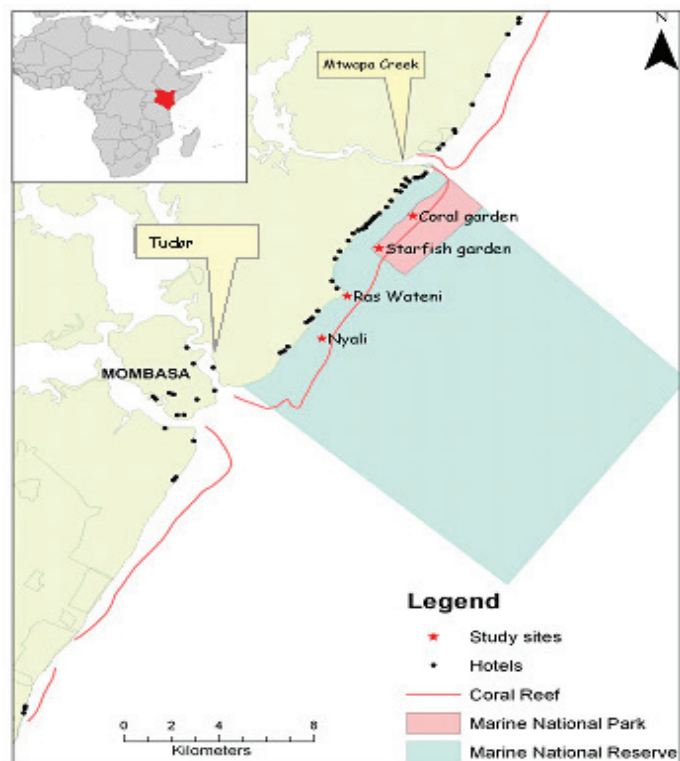 N
Mtwapa Creek
Coral garden
Tudor
Starfish garden
Ras Wateni
Nyali
MOMBASA
Legend
Study sites
Hotels
Coral Reef
Marine National Park
Marine National Reserve
0 2 4 8
Kilometers